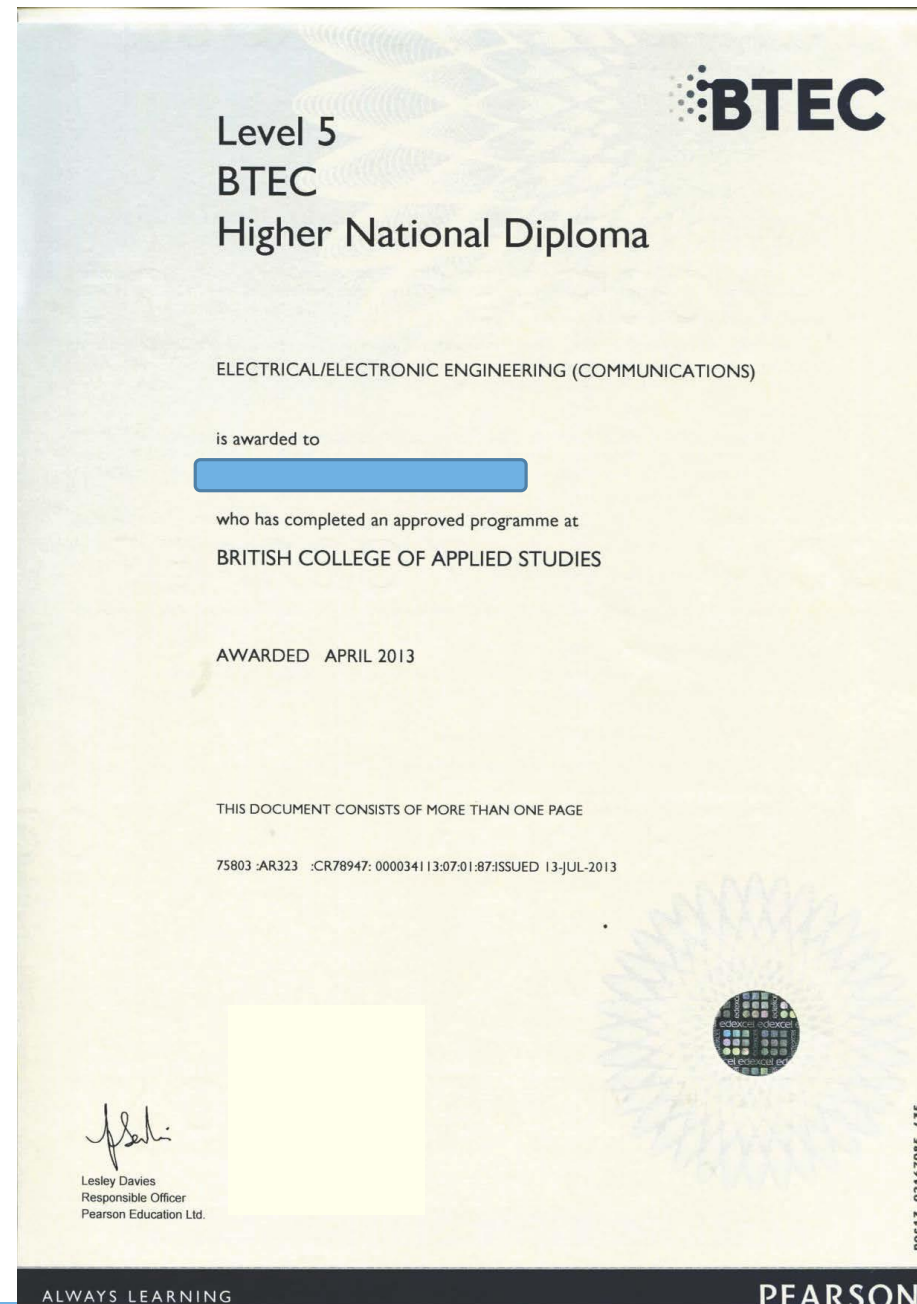 BTEC
Level 5
BTEC
Higher National Diploma
ELECTRICAL/ELECTRONIC ENGINEERING (COMMUNICATIONS)
is awarded to
who has completed an approved programme at
BRITISH COLLEGE OF APPLIED STUDIES
AWARDED APRIL 2013
THIS DOCUMENT CONSISTS OF MORE THAN ONE PAGE
75803 :AR323 :CR78947: 000034113:07:01:87:ISSUED 13-JUL-2013
edexcel edexcel
Lesley Davies
Responsible Officer
Pearson Education Ltd.
ALWAYS LEARNING
PEARSON